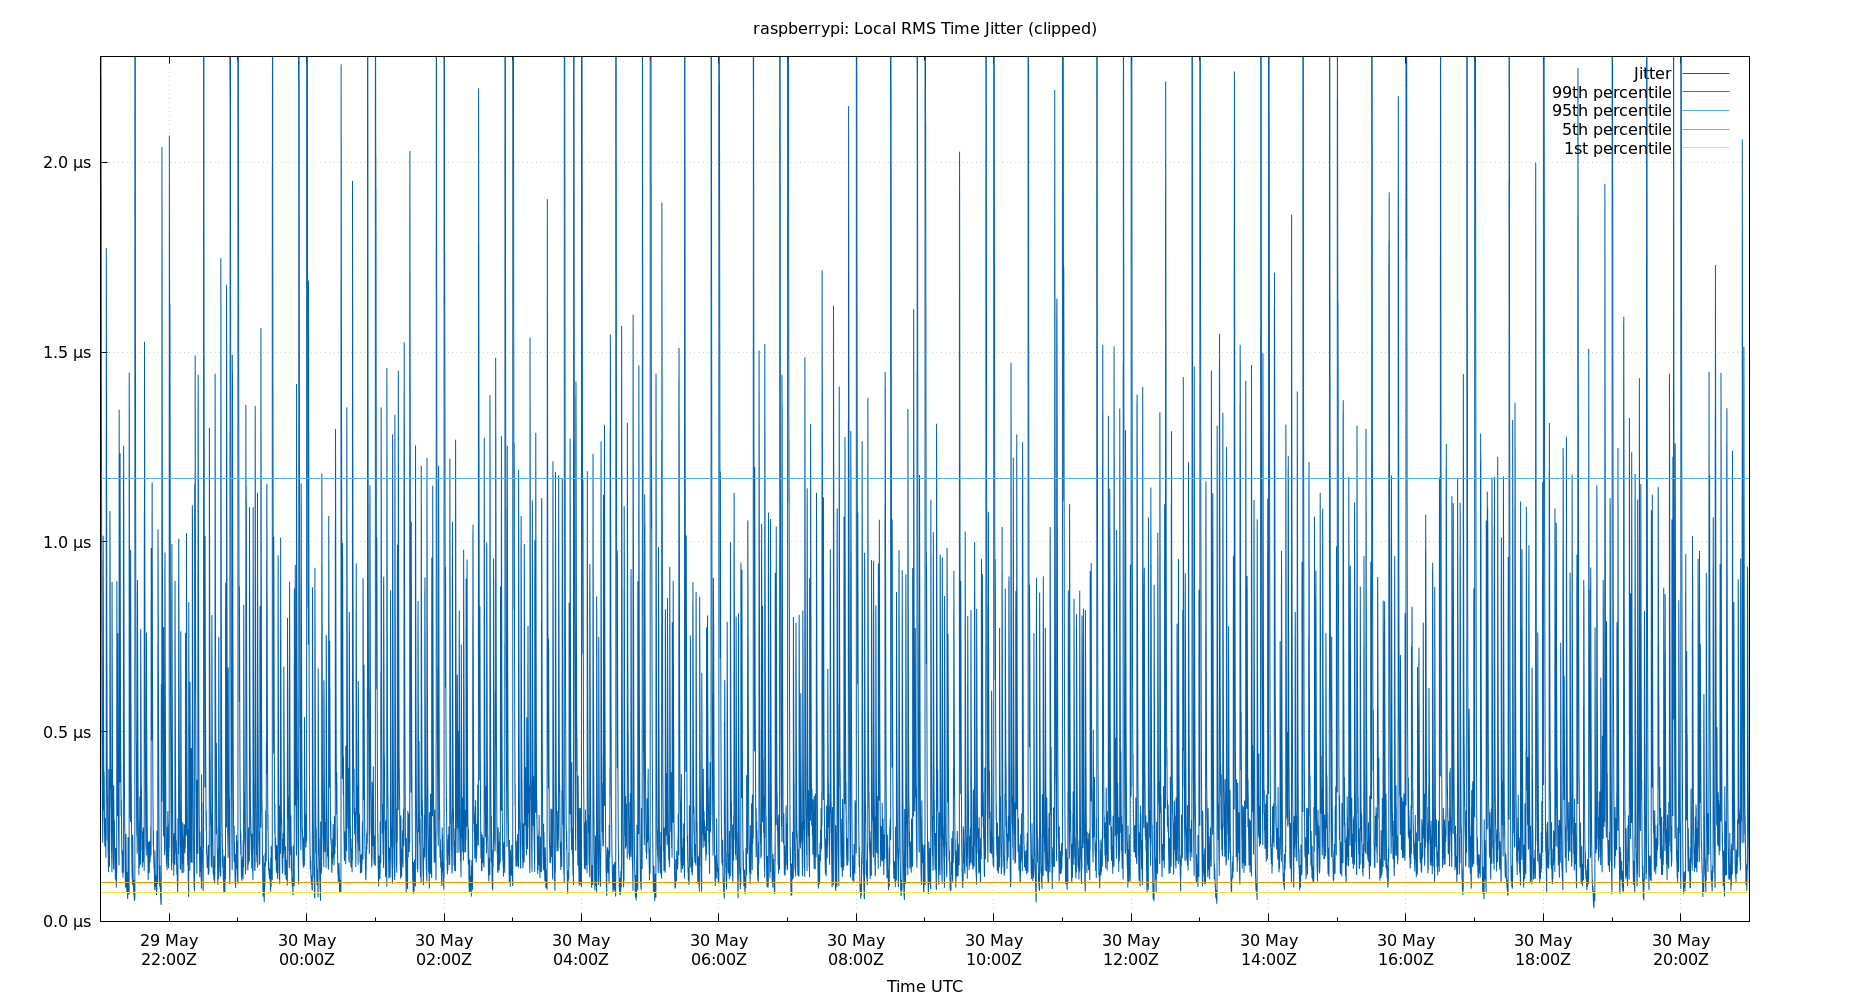 raspberrypi: Local RMS Time Jitter (clipped)
Jitter
99th percentile
95th percentile
5th percentile
1st percentile
2.0 µs
1.5 µs
1.0 µs
0.5 µs
0.0 µs
29 May 30 May 30 May 30 May 30 May 30 May 30 May 30 May 30 May 30 May 30 May 30 May
22:00Z 00:00Z 02:00Z 04:00Z 06:00Z 08:00Z 10:00Z 12:00Z 14:00Z 16:00Z 18:00Z 20:00Z
Time UTC